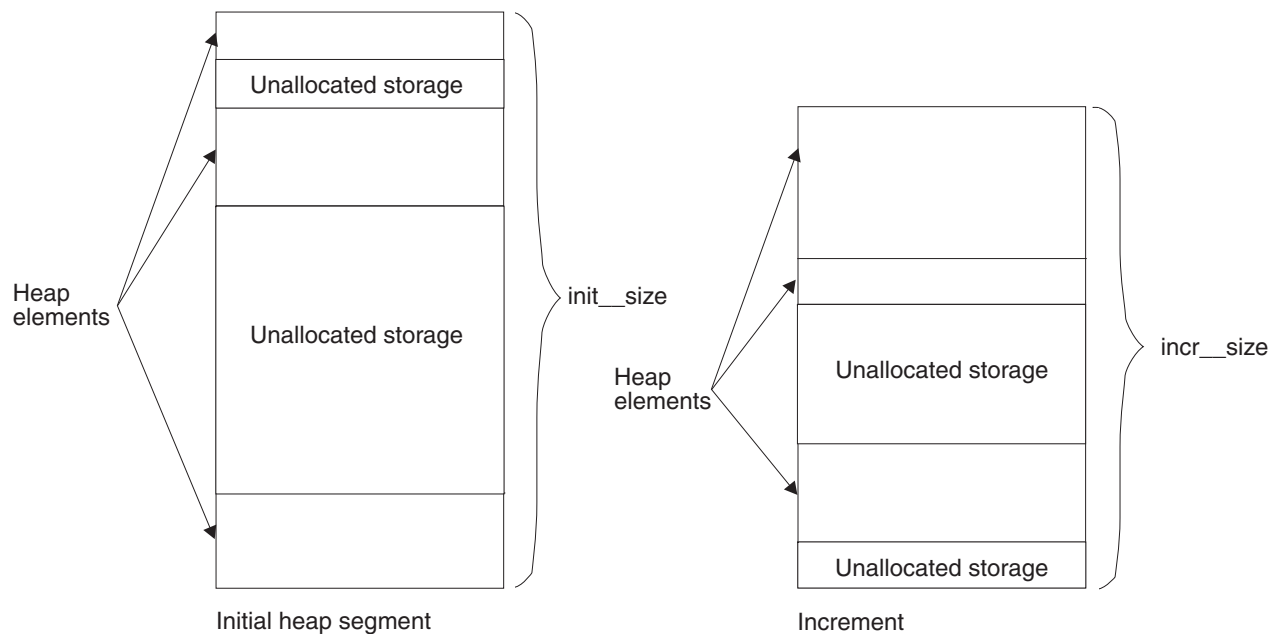 Unallocated storage
Heap
elements
Unallocated storage
init__size
Initial heap segment
Heap
elements
Unallocated storage
incr__size
Unallocated storage
Increment